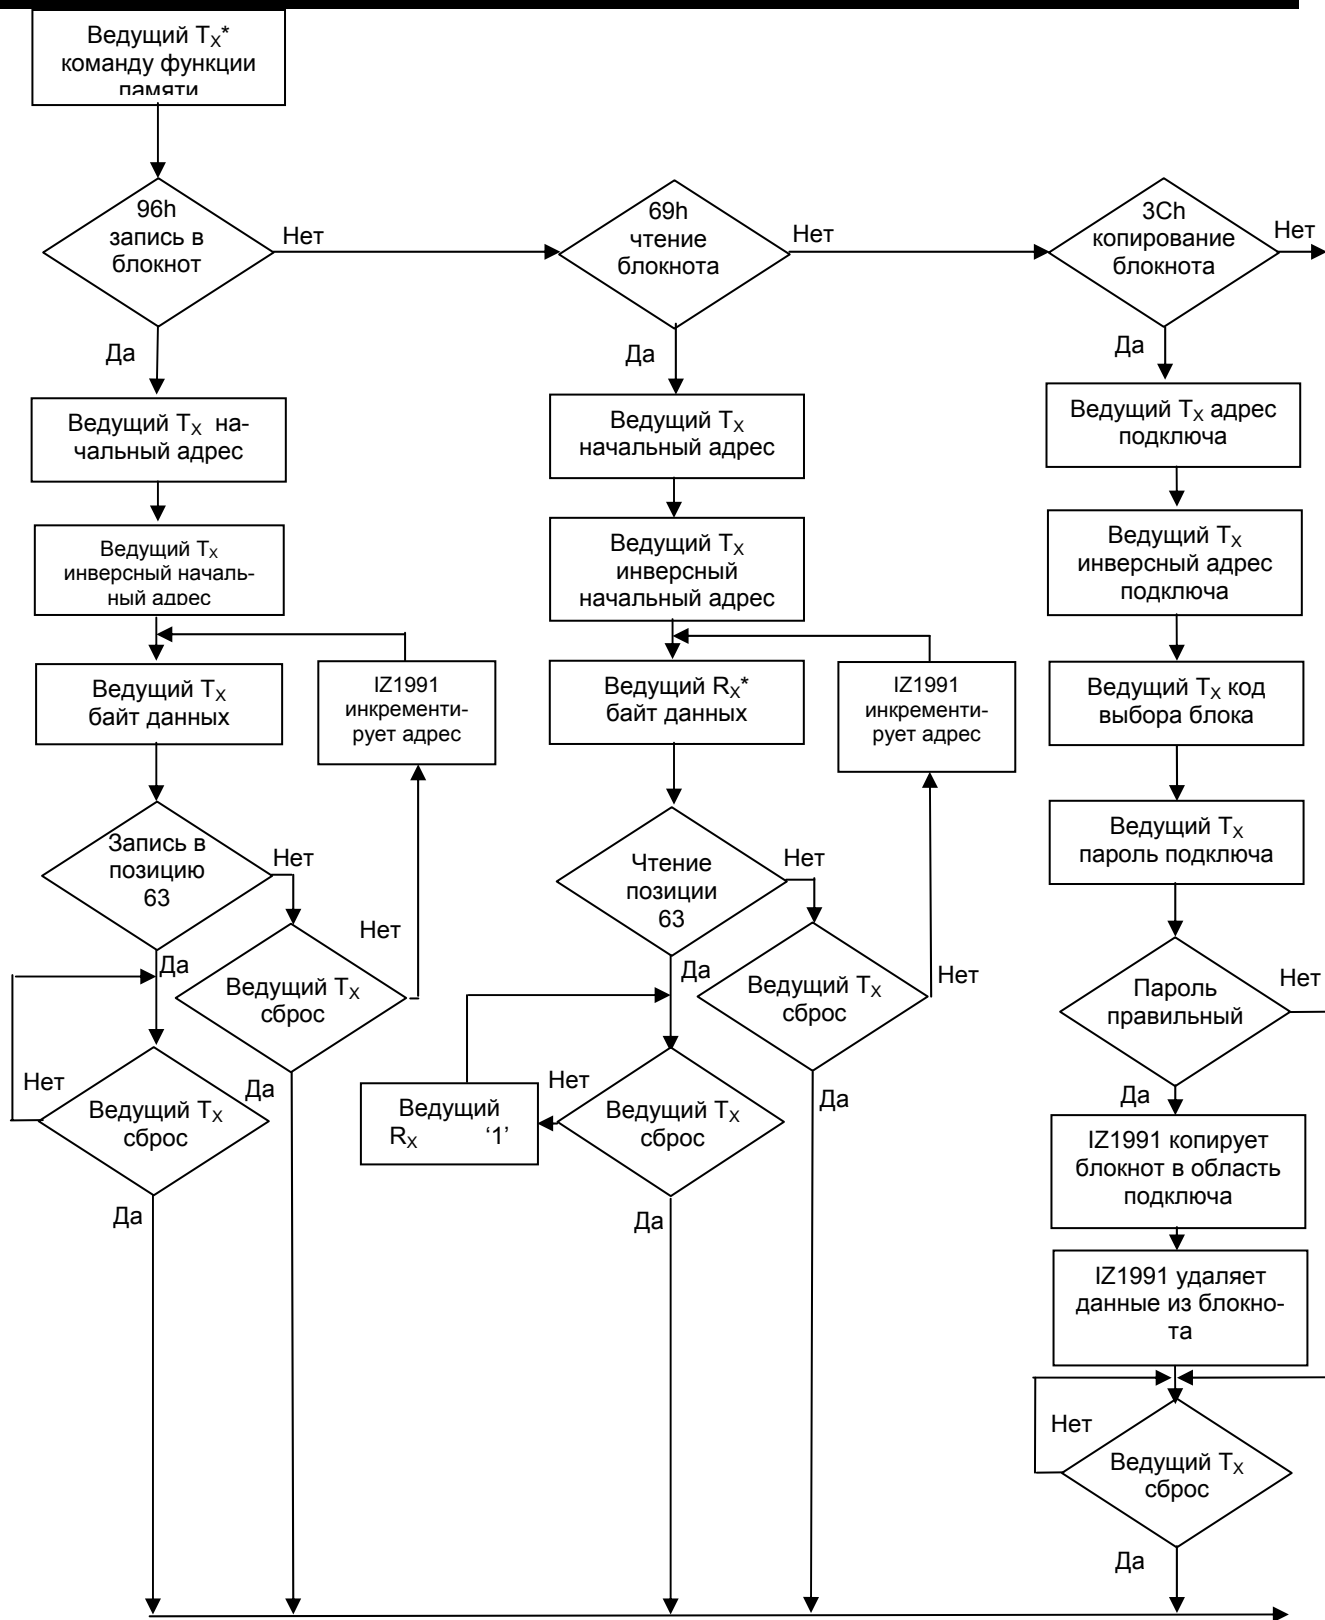 Ведущий TX*
команду функции
памяти
96h
запись в
блокнот
Нет
69h
чтение
блокнота
Нет
3Ch
копирование
блокнота
Нет
Да
Да
Да
Ведущий TX на-
чальный адрес
Ведущий TX
начальный адрес
Ведущий TX адрес
подключа
Ведущий TX
инверсный началь-
ный адрес
Ведущий TX
инверсный
начальный адрес
Ведущий TX
инверсный адрес
подключа
Ведущий TX
байт данных
IZ1991
инкременти-
рует адрес
Ведущий RX*
байт данных
IZ1991
инкременти-
рует адрес
Ведущий TX код
выбора блока
Запись в
позицию
63
Нет
Чтение
позиции
63
Нет
Ведущий TX
пароль подключа
Да
Ведущий TX
сброс
Нет
Да
Ведущий TX
сброс
Нет
Пароль
правильный
Нет
Нет
Ведущий TX
сброс
Да
Ведущий
RX '1'
Нет
Ведущий TX
сброс
Да
Да
IZ1991 копирует
блокнот в область
подключа
Да
Да
IZ1991 удаляет
данные из блокно-
та
Нет
Ведущий TX
сброс
Да